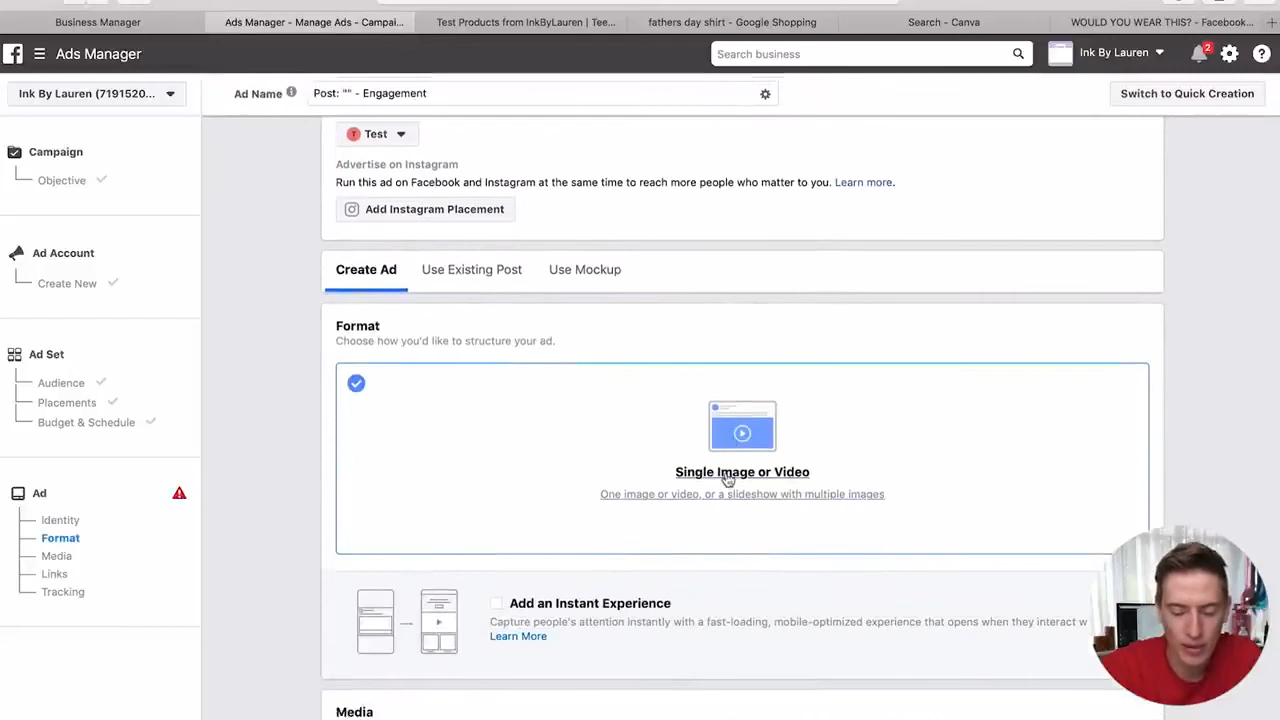 Business Manager
Ads Manager - Manage Ads - Campai...
Test Products from InkByLauren | Tee...
fathers day shirt - Google Shopping
Search - Canva
WOULD YOU WEAR THIS? - Facebook...
Ads Manager
Search business
Ink By Lauren
2
Ink By Lauren (7191520...
Ad Name
Post: "" - Engagement
Switch to Quick Creation
Test
Campaign
Objective
Advertise on Instagram
Run this ad on Facebook and Instagram at the same time to reach more people who matter to you. Learn more.
Add Instagram Placement
Ad Account
Create New
Create Ad
Use Existing Post
Use Mockup
Format
Choose how you'd like to structure your ad.
Ad Set
Audience
Placements
Budget & Schedule
Single Image or Video
One image or video, or a slideshow with multiple images
Ad
Identity
Format
Media
Links
Tracking
Add an Instant Experience
Capture people's attention instantly with a fast-loading, mobile-optimized experience that opens when they interact w
Learn More
Media